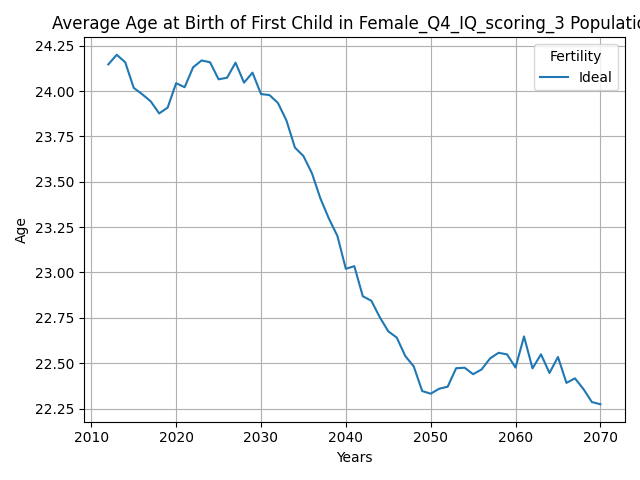 Average Age at Birth of First Child in Female_Q4_IQ_scoring_3 Populatio
Fertility
Ideal
24.25
24.00
23.75
23.50
23.25
23.00
22.75
22.50
22.25
Age
2010 2020 2030 2040 2050 2060 2070
Years